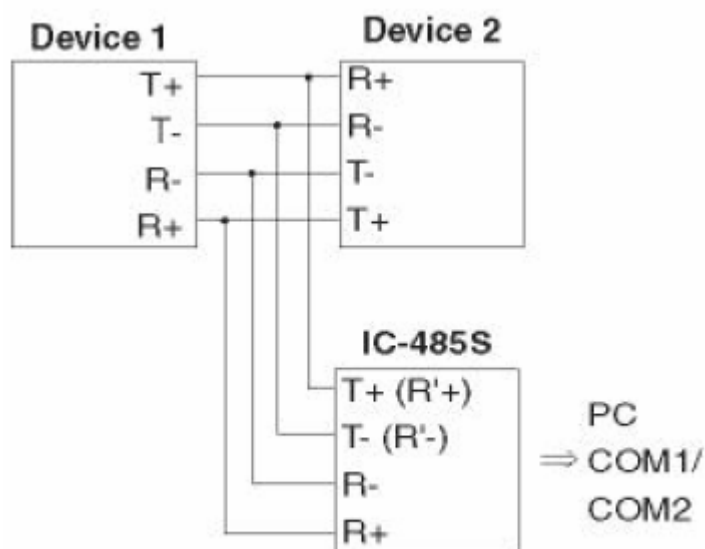 Device 1
Device 2
T+
T-
R-
R+
R+
R-
T-
T+
IC-485S
T+ (R'+)
T- (R'-)
R-
R+
PC
⇒ COM1/
COM2